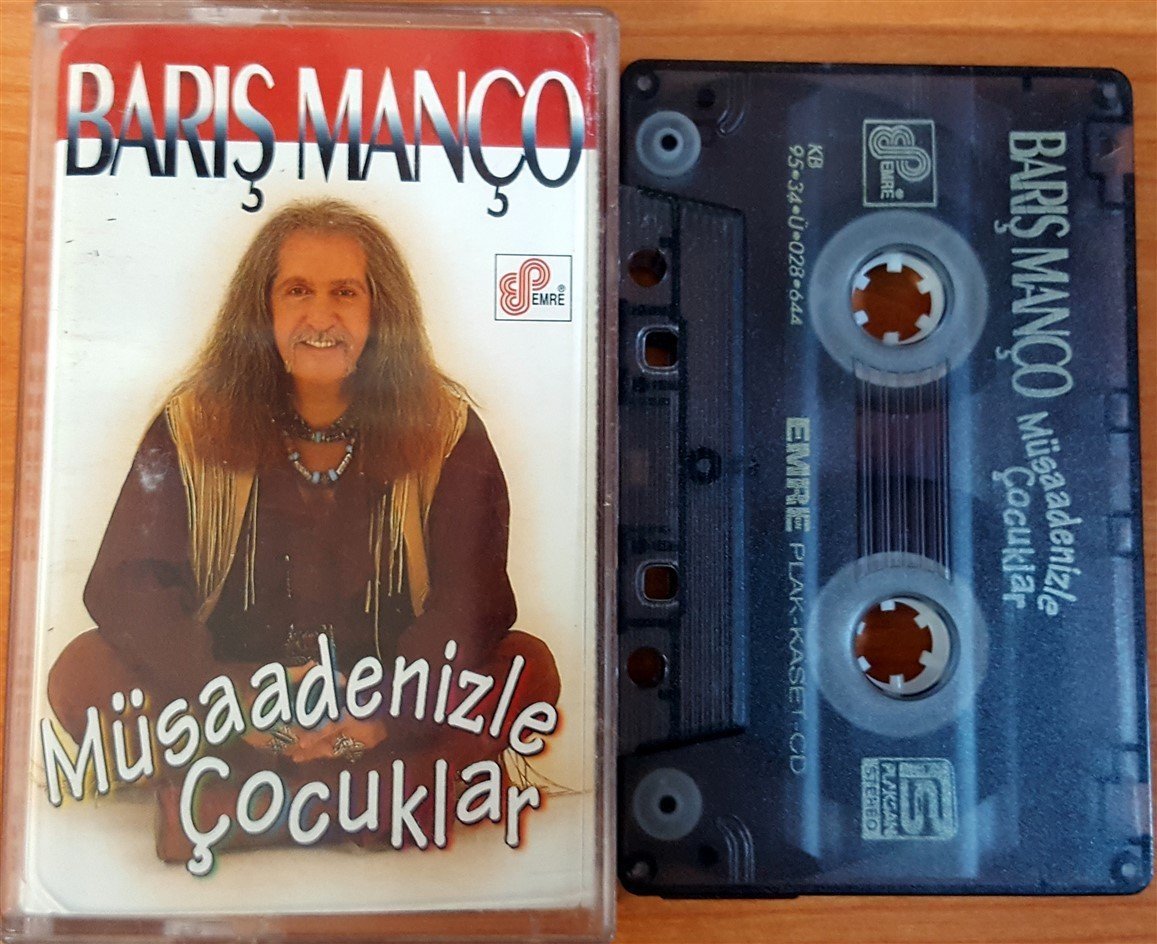 BARIŞ MANÇO
EMRE®
Müsaadenizle
Çocuklar
BARIŞ MANÇO
Müsaadenizle
Çocuklar
EMRE®
KB
95•34•Ü•028•644
EMRE PLAK-KASET-CD
STEREO